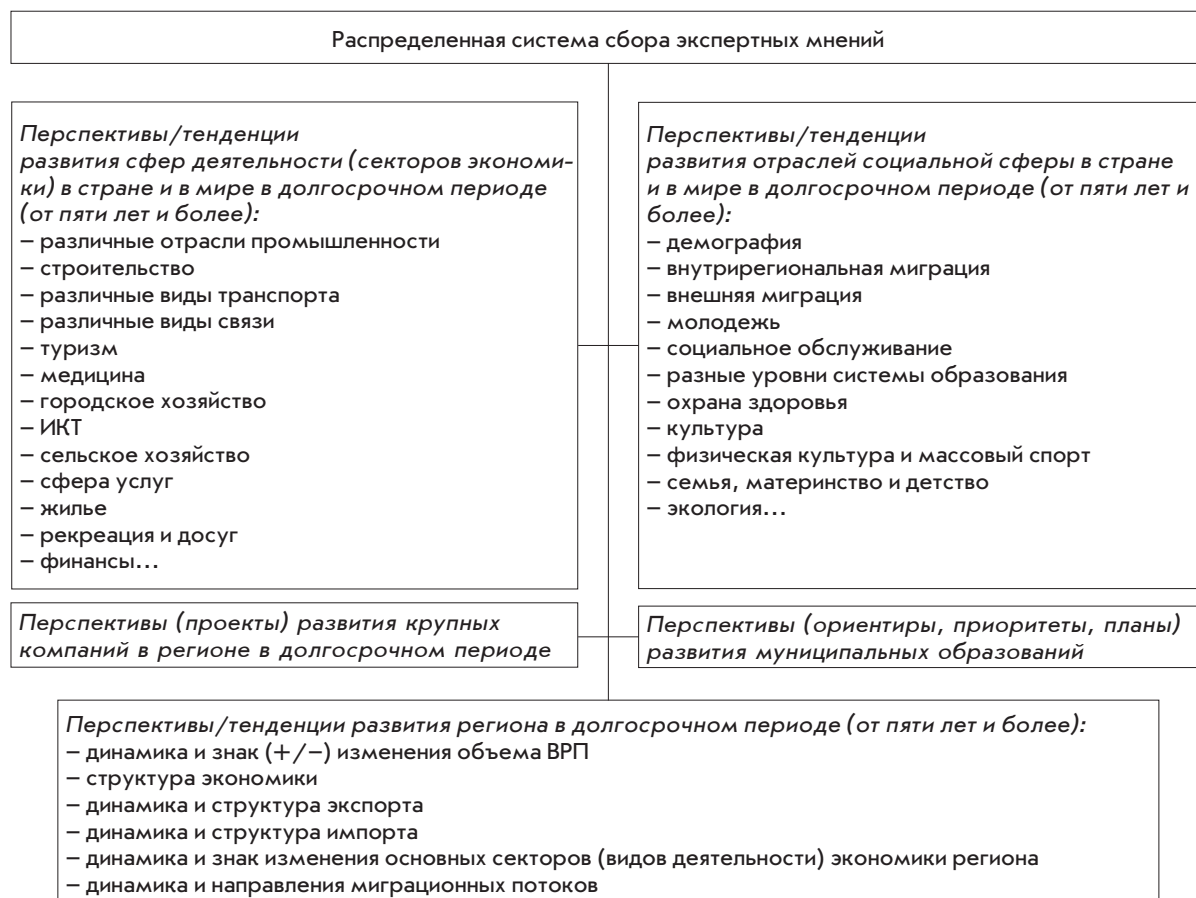 Распределенная система сбора экспертных мнений
Перспективы/тенденции
развития сфер деятельности (секторов экономи-
ки) в стране и в мире в долгосрочном периоде
(от пяти лет и более):
– различные отрасли промышленности
– строительство
– различные виды транспорта
– различные виды связи
– туризм
– медицина
– городское хозяйство
– ИКТ
– сельское хозяйство
– сфера услуг
– жилье
– рекреация и досуг
– финансы...
Перспективы/тенденции
развития отраслей социальной сферы в стране
и в мире в долгосрочном периоде (от пяти лет и
более):
– демография
– внутрирегиональная миграция
– внешняя миграция
– молодежь
– социальное обслуживание
– разные уровни системы образования
– охрана здоровья
– культура
– физическая культура и массовый спорт
– семья, материнство и детство
– экология...
Перспективы (проекты) развития крупных
компаний в регионе в долгосрочном периоде
Перспективы (ориентиры, приоритеты, планы)
развития муниципальных образований
Перспективы/тенденции развития региона в долгосрочном периоде (от пяти лет и более):
– динамика и знак (+/–) изменения объема ВРП
– структура экономики
– динамика и структура экспорта
– динамика и структура импорта
– динамика и знак изменения основных секторов (видов деятельности) экономики региона
– динамика и направления миграционных потоков